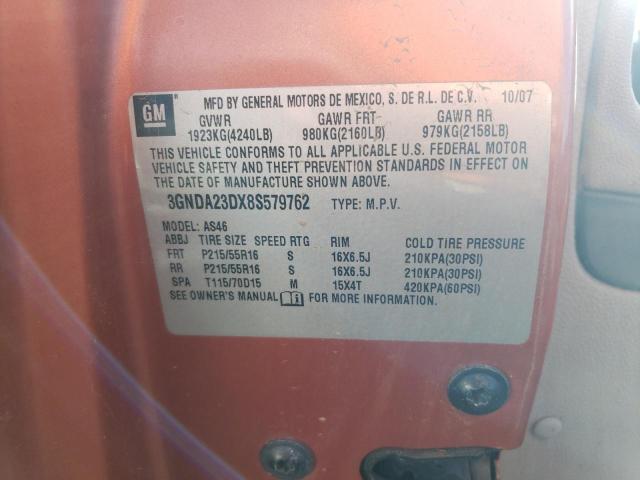 GM MFD BY GENERAL MOTORS DE MEXICO, S. DE R.L. DE C.V. 10/07
GVWR GAWR FRT GAWR RR
1923KG(4240LB) 980KG(2160LB) 979KG(2158LB)
THIS VEHICLE CONFORMS TO ALL APPLICABLE U.S. FEDERAL MOTOR
VEHICLE SAFETY AND THEFT PREVENTION STANDARDS IN EFFECT ON
THE DATE OF MANUFACTURE SHOWN ABOVE.
3GNDA23DX8S579762 TYPE: M.P.V.
MODEL: AS46
ABBJ TIRE SIZE SPEED RTG RIM COLD TIRE PRESSURE
FRT P215/55R16 S 16X6.5J 210KPA(30PSI)
RR P215/55R16 S 16X6.5J 210KPA(30PSI)
SPA T115/70D15 M 15X4T 420KPA(60PSI)
SEE OWNER'S MANUAL FOR MORE INFORMATION.